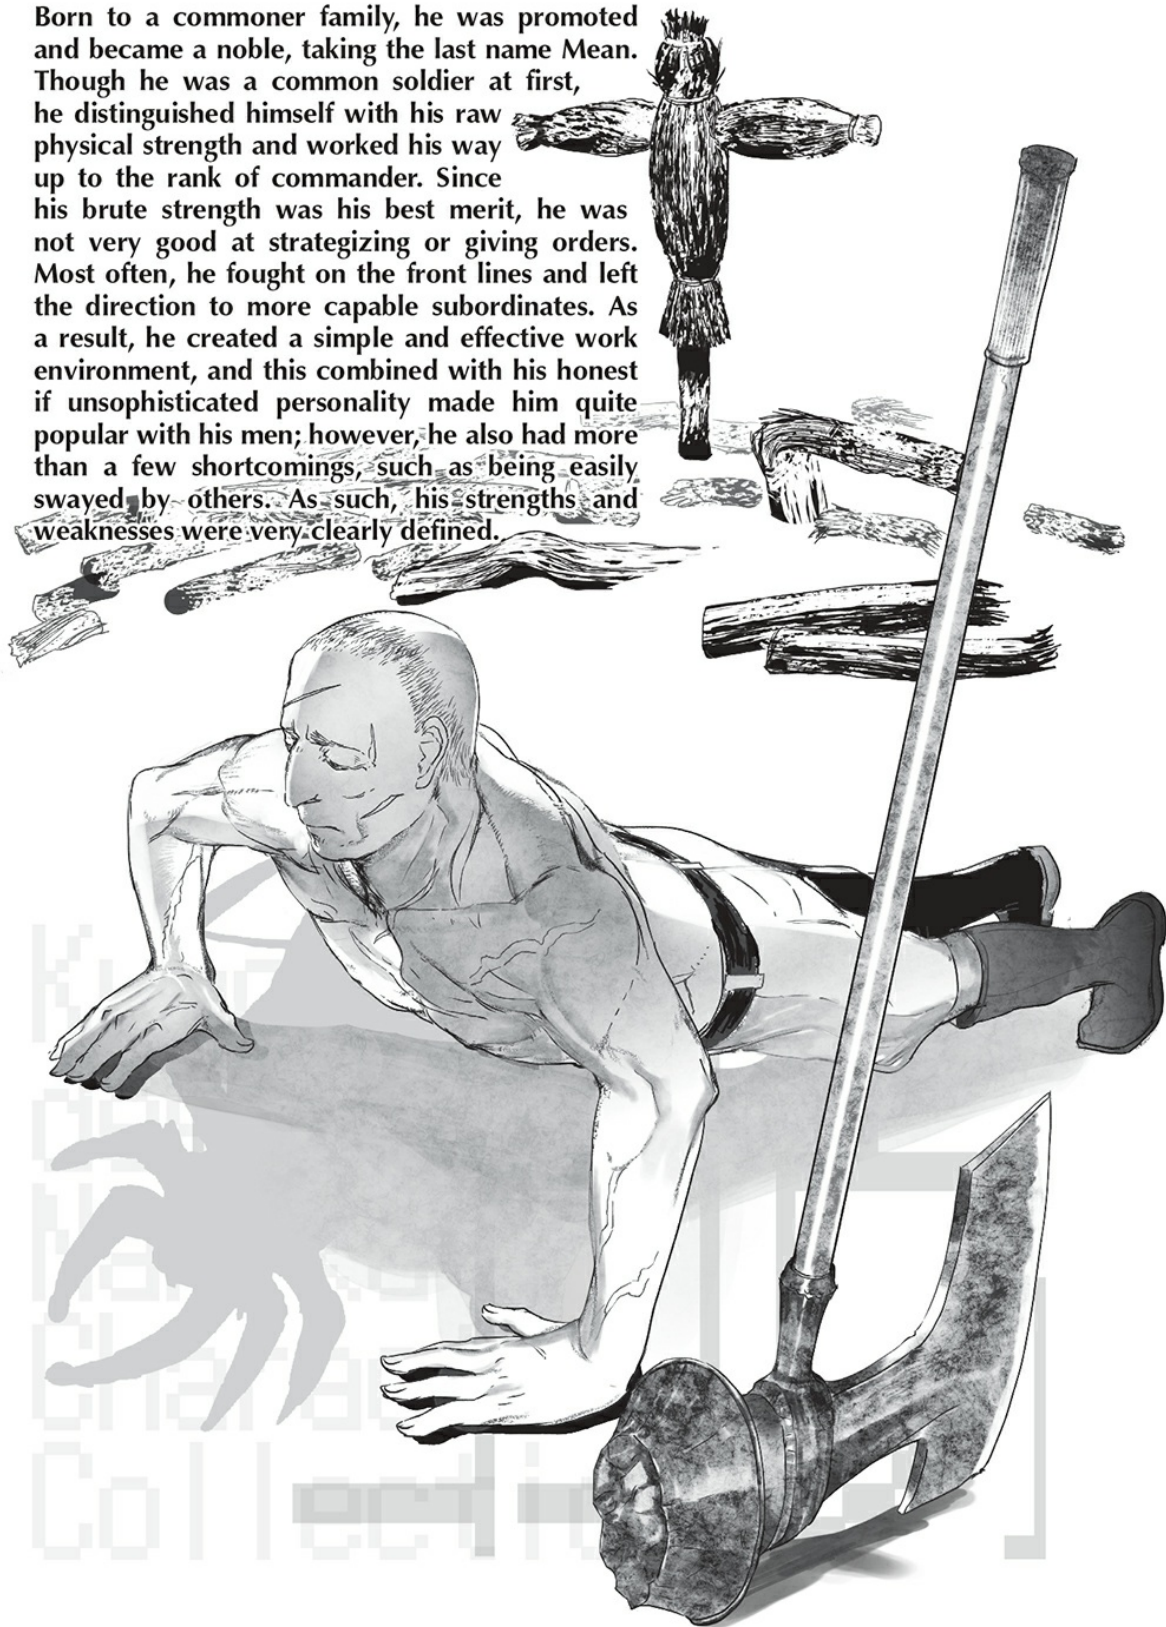 Born to a commoner family, he was promoted
and became a noble, taking the last name Mean.
Though he was a common soldier at first,
he distinguished himself with his raw
physical strength and worked his way
up to the rank of commander. Since
his brute strength was his best merit, he was
not very good at strategizing or giving orders.
Most often, he fought on the front lines and left
the direction to more capable subordinates. As
a result, he created a simple and effective work
environment, and this combined with his honest
if unsophisticated personality made him quite
popular with his men; however, he also had more
than a few shortcomings, such as being easily
swayed by others. As such, his strengths and
weaknesses were very clearly defined.
Collection